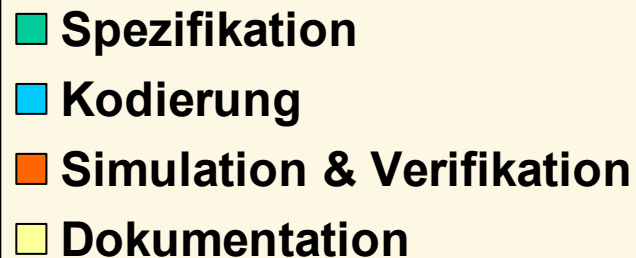 Spezifikation
Kodierung
Simulation & Verifikation
Dokumentation